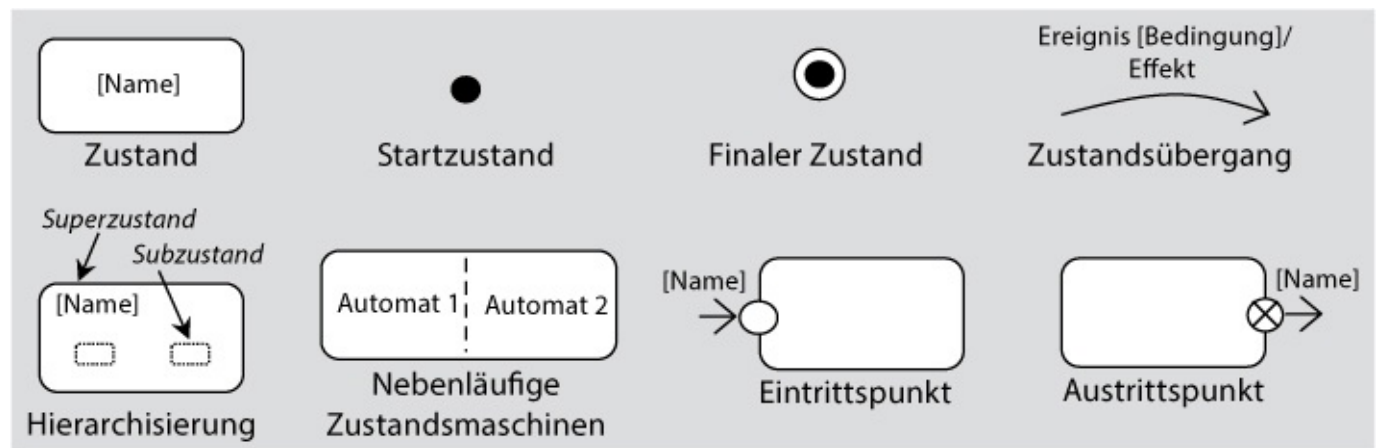 [Name]
Zustand
Startzustand
Finaler Zustand
Ereignis [Bedingung]/
Effekt
Zustandsübergang
Superzustand
Subzustand
[Name]
Hierarchisierung
Automat 1
Automat 2
Nebenläufige
Zustandsmaschinen
[Name]
Eintrittspunkt
[Name]
Austrittspunkt